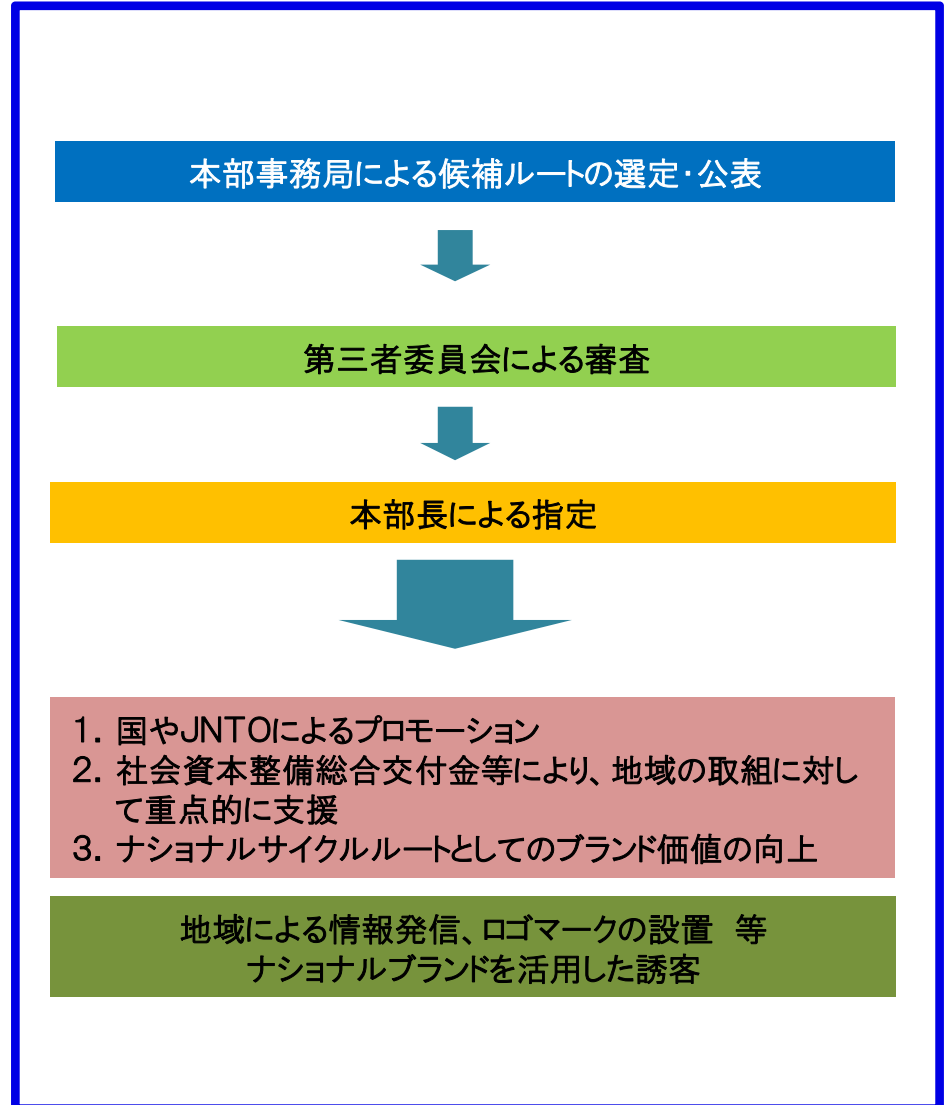 本部事務局による候補ルートの選定・公表
第三者委員会による審査
本部長による指定
1．国やJNTOによるプロモーション
2．社会資本整備総合交付金等により、地域の取組に対し
て重点的に支援
3．ナショナルサイクルルートとしてのブランド価値の向上
地域による情報発信、ロゴマークの設置　等
ナショナルブランドを活用した誘客